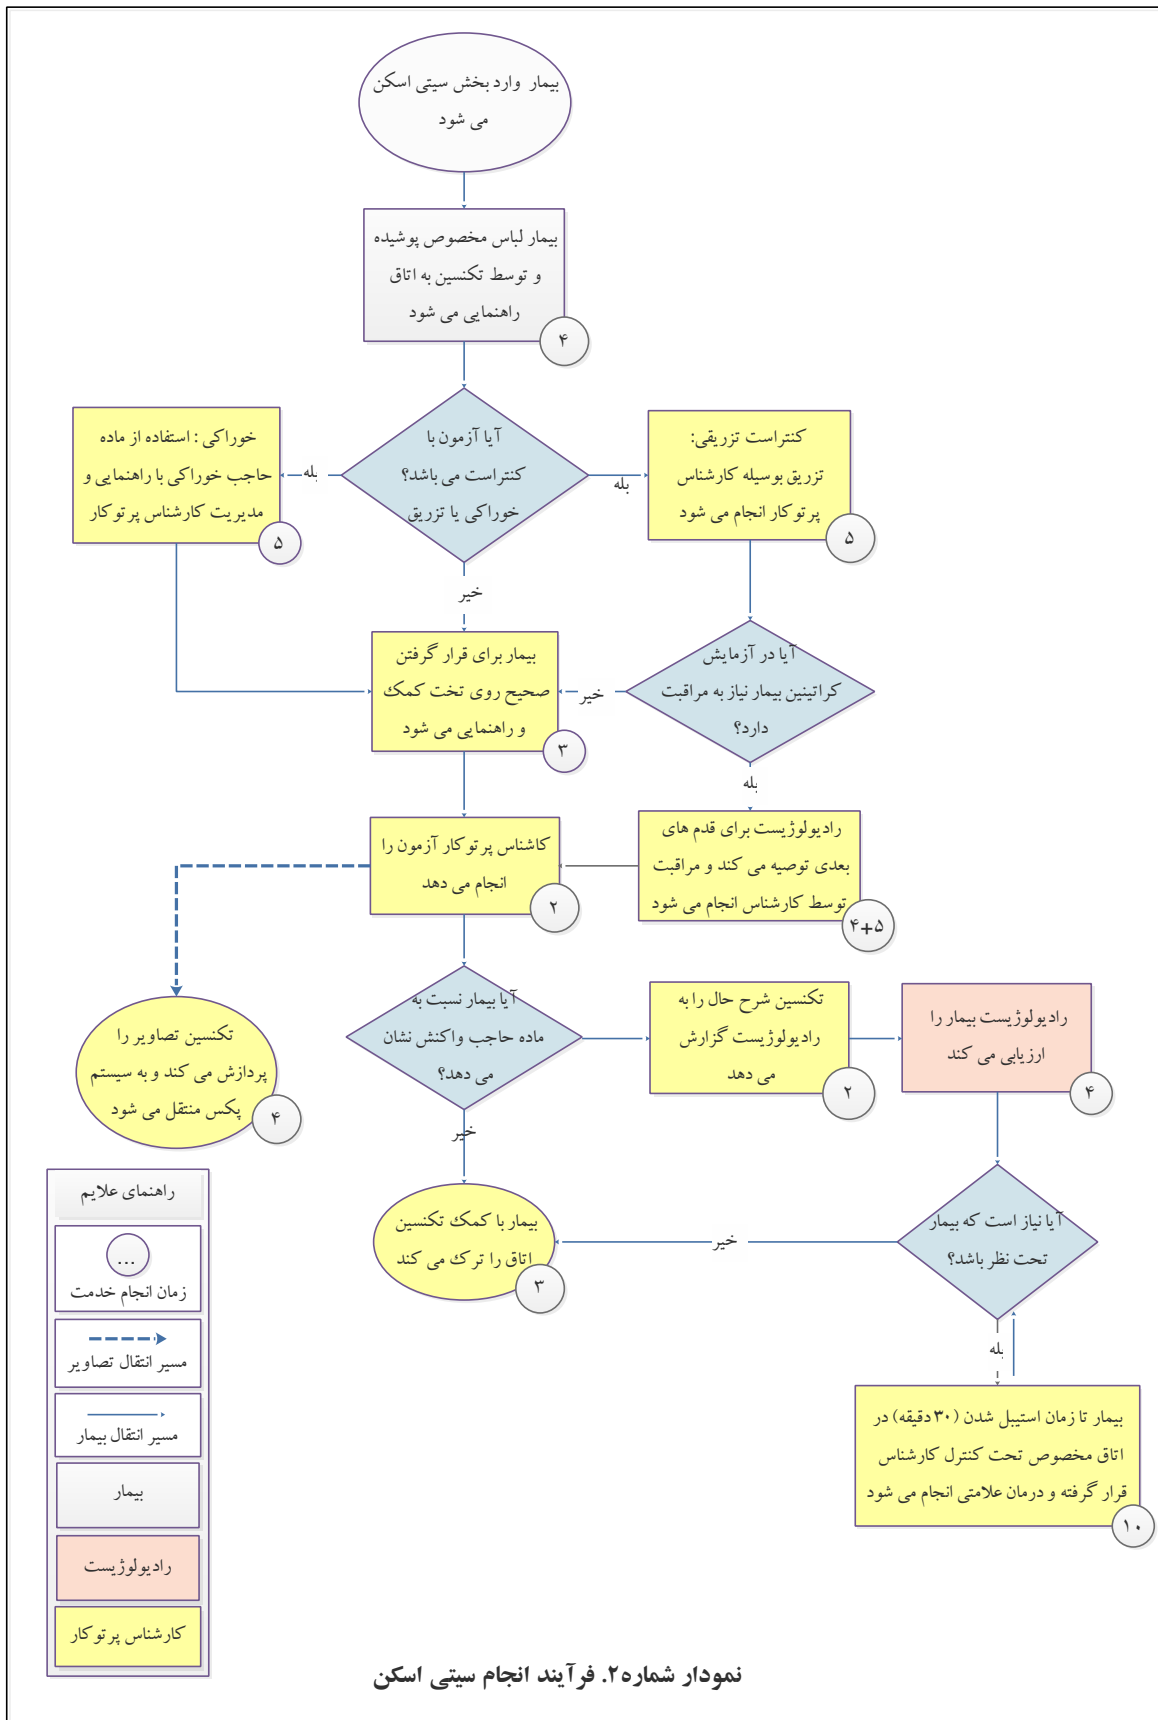 بیمار وارد بخش سیتی اسکن
می شود
بیمار لباس مخصوص پوشیده
و توسط تکنسین به اتاق
راهنمایی می شود
۴
آیا آزمون با
کنتراست می باشد؟
خوراکی یا تزریق
بله
کنتراست تزریقی:
تزریق بوسیله کارشناس
پرتوکار انجام می شود
۵
بله
خوراکی : استفاده از ماده
حاجب خوراکی با راهنمایی و
مدیریت کارشناس پرتوکار
۵
خیر
آیا در آزمایش
کراتینین بیمار نیاز به مراقبت
دارد؟
خیر
بیمار برای قرار گرفتن
صحیح روی تخت کمک
و راهنمایی می شود
۳
بله
رادیولوژیست برای قدم های
بعدی توصیه می کند و مراقبت
توسط کارشناس انجام می شود
۴+۵
کاشناس پرتوکار آزمون را
انجام می دهد
۲
آیا بیمار نسبت به
ماده حاجب واکنش نشان
می دهد؟
تکنسین شرح حال را به
رادیولوژیست گزارش
می دهد
۲
رادیولوژیست بیمار را
ارزیابی می کند
۴
تکنسین تصاویر را
پردازش می کند و به سیستم
پکس منتقل می شود
۴
خیر
بیمار با کمک تکنسین
اتاق را ترک می کند
۳
خیر
آیا نیاز است که بیمار
تحت نظر باشد؟
بله
بیمار تا زمان استیبل شدن (۳۰دقیقه) در
اتاق مخصوص تحت کنترل کارشناس
قرار گرفته و درمان علامتی انجام می شود
۱۰
راهنمای علایم
...
زمان انجام خدمت
مسیر انتقال تصاویر
مسیر انتقال بیمار
بیمار
رادیولوژیست
کارشناس پرتوکار
نمودار شماره۲. فرآیند انجام سیتی اسکن